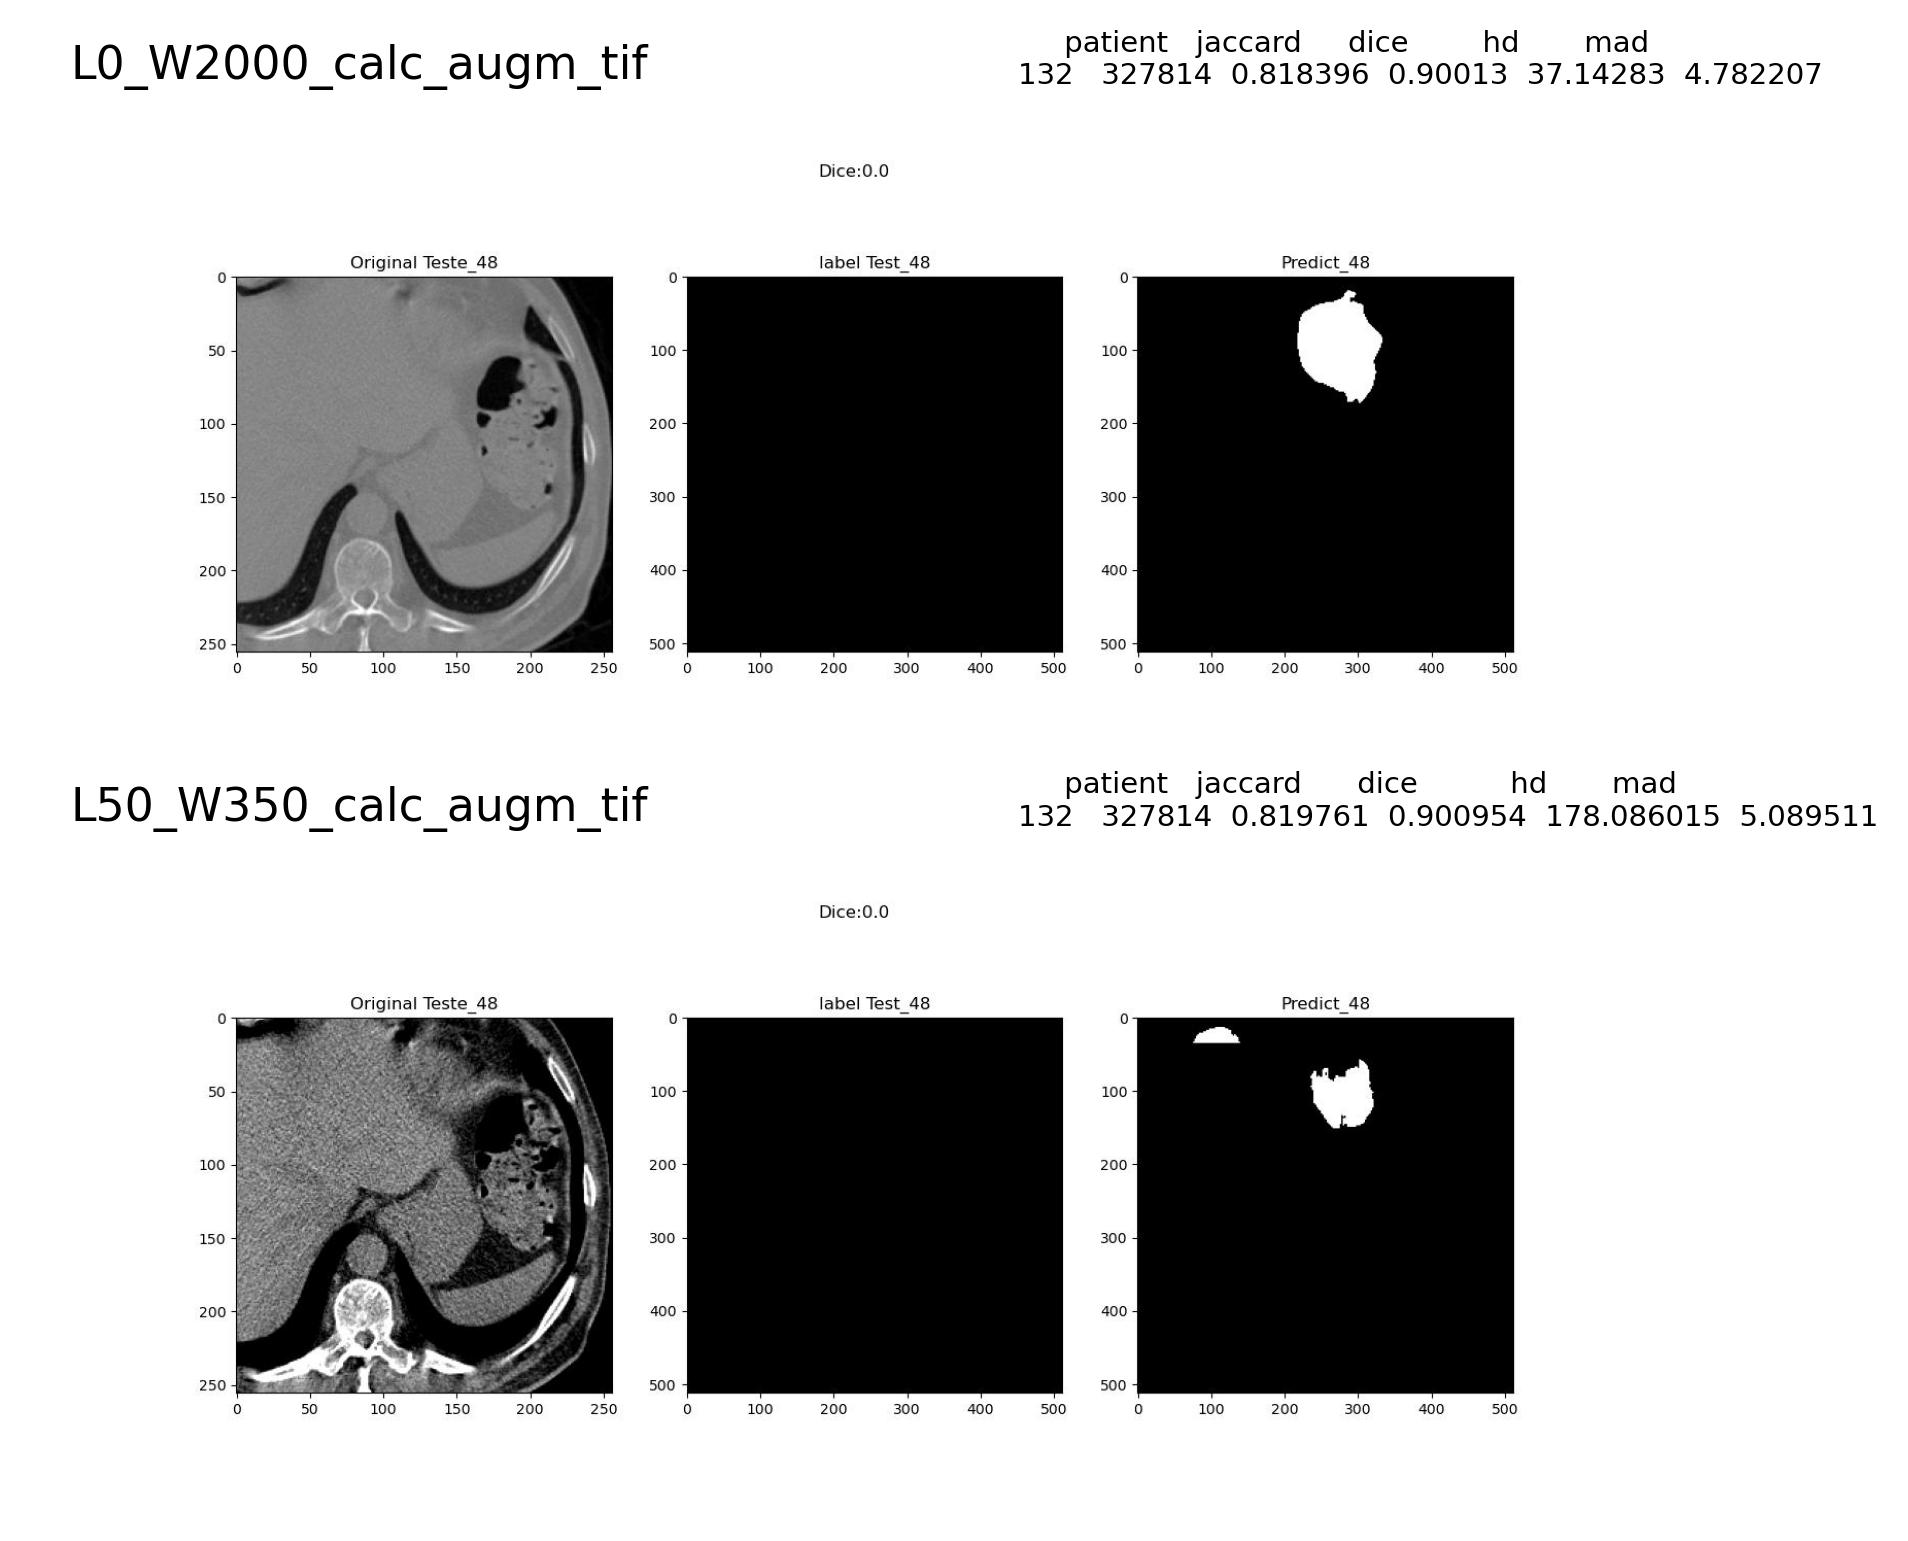 L0_W2000_calc_augm_tif
patient jaccard dice hd mad
132 327814 0.818396 0.90013 37.14283 4.782207
Dice:0.0
Original Teste_48
label Test_48
Predict_48
0
50
100
150
200
250
0 50 100 150 200 250
0
100
200
300
400
500
0 100 200 300 400 500
0
100
200
300
400
500
0 100 200 300 400 500
L50_W350_calc_augm_tif
patient jaccard dice hd mad
132 327814 0.819761 0.900954 178.086015 5.089511
Dice:0.0
Original Teste_48
label Test_48
Predict_48
0
50
100
150
200
250
0 50 100 150 200 250
0
100
200
300
400
500
0 100 200 300 400 500
0
100
200
300
400
500
0 100 200 300 400 500